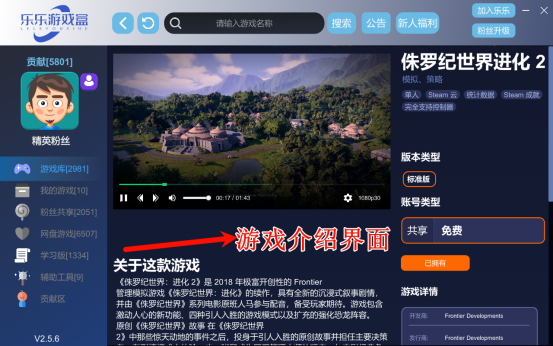 乐乐游戏盒
请输入游戏名称
搜索
公告
新人福利
加入乐乐
粉丝升级
贡献[5801]
精英粉丝
游戏库[2981]
我的游戏[10]
粉丝共享[2051]
网盘游戏[6507]
学习版[1334]
辅助工具[9]
贡献区
V2.5.6
00:17 / 01:43
1080p30
游戏介绍界面
关于这款游戏
《侏罗纪世界：进化 2》是 2018 年极富开创性的 Frontier
管理模拟游戏《侏罗纪世界：进化》的续作，具有全新的沉浸式叙事剧情，
并由《侏罗纪世界》系列电影原班人马参与配音，备受玩家期待。游戏包含
激动人心的新功能、四种引人入胜的游戏模式以及扩充的强化恐龙阵容。
原创《侏罗纪世界》故事 在《侏罗纪世界
2》中那些惊天动地的事件之后，投身于引人入胜的原创故事并担任主要决策
侏罗纪世界进化 2
模拟、策略
单人
Steam 云
统计数据
Steam 成就
完全支持控制器
版本类型
标准版
账号类型
共享
免费
已拥有
游戏详情
开发商:
Frontier Developments
发行商:
Frontier Developments